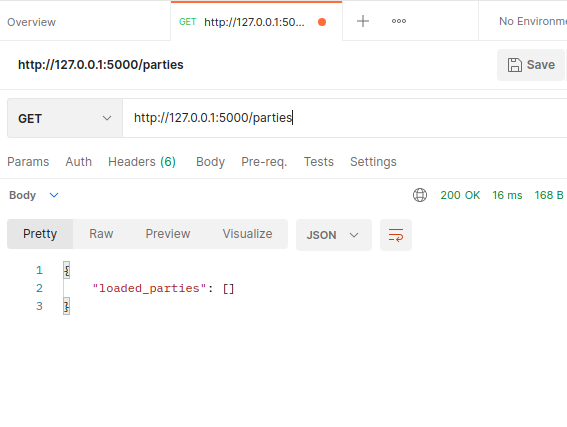 Overview GET http://127.0.0.1:50... No Environme
http://127.0.0.1:5000/parties Save
GET http://127.0.0.1:5000/parties
Params Auth Headers (6) Body Pre-req. Tests Settings
Body 200 OK 16 ms 168 B
Pretty Raw Preview Visualize JSON
1 {
2 "loaded_parties": []
3 }